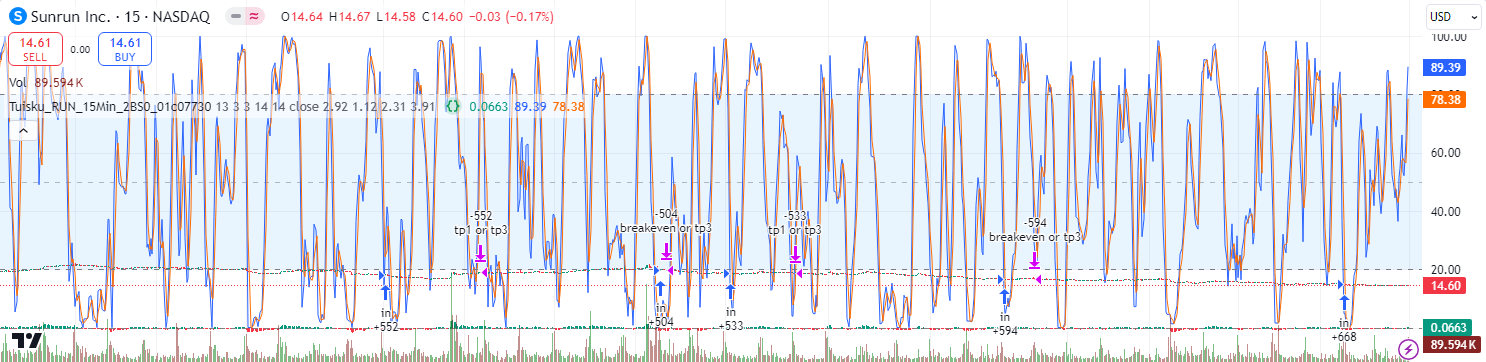 S Sunrun Inc. · 15 · NASDAQ O14.64 H14.67 L14.58 C14.60 −0.03 (−0.17%)
USD
14.61 SELL
0.00
14.61 BUY
Vol 89.594 K
Tuisku_RUN_15Min_2BS0_01c07730 13 3 3 14 14 close 2.92 1.12 2.31 3.91 {} 0.0663 89.39 78.38
100.00
89.39
78.38
60.00
40.00
20.00
14.60
0.0663
89.594 K
-552
tp1 or tp3
-504
breakeven or tp3
-533
tp1 or tp3
-594
breakeven or tp3
in
+552
in
+504
in
+533
in
+594
in
+668